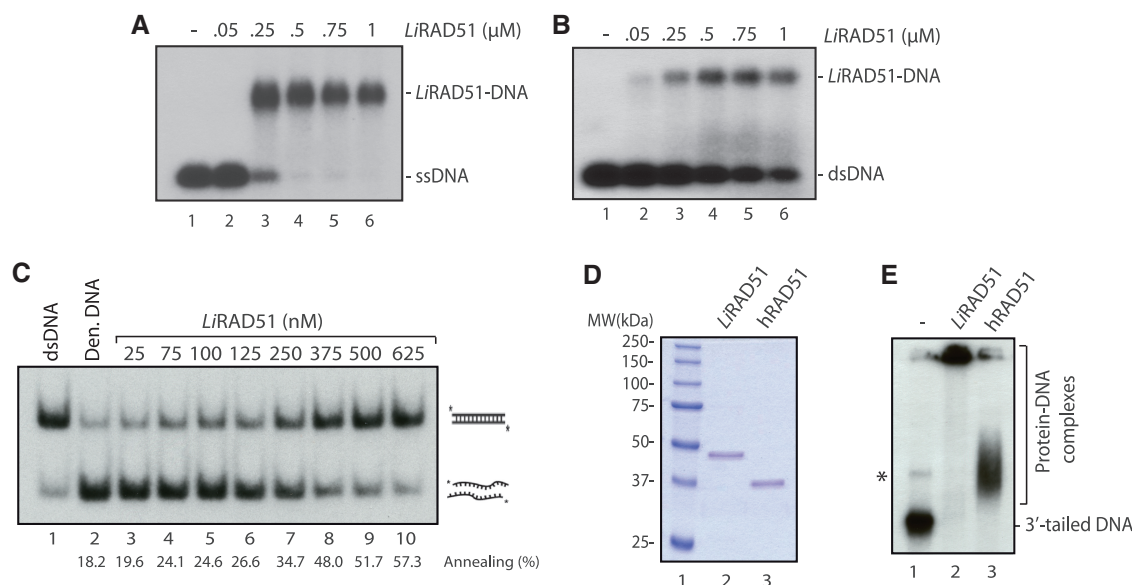 A
- .05 .25 .5 .75 1 LiRAD51 (µM)
- LiRAD51-DNA
- ssDNA
1 2 3 4 5 6
B
- .05 .25 .5 .75 1 LiRAD51 (µM)
- LiRAD51-DNA
- dsDNA
1 2 3 4 5 6
C
dsDNA
Den. DNA
LiRAD51 (nM)
25 75 100 125 250 375 500 625
*
*
*
*
1 2 3 4 5 6 7 8 9 10
18.2 19.6 24.1 24.6 26.6 34.7 48.0 51.7 57.3 Annealing (%)
D
LiRAD51
hRAD51
MW(kDa)
250-
150-
100-
75-
50-
37-
25-
1 2 3
E
-
LiRAD51
hRAD51
Protein-DNA
complexes
*
- 3'-tailed DNA
1 2 3